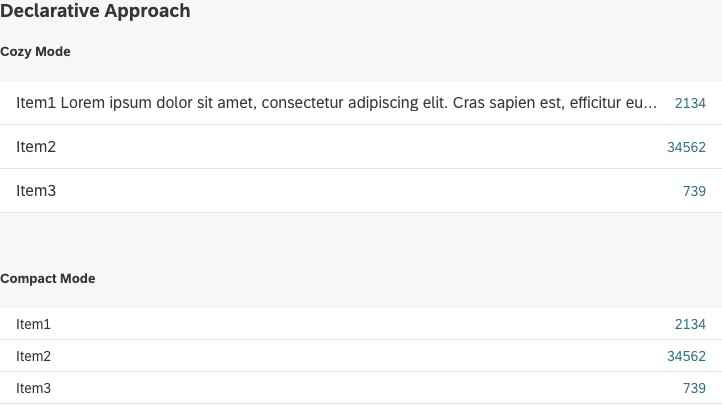 Declarative Approach
Cozy Mode
Item1 Lorem ipsum dolor sit amet, consectetur adipiscing elit. Cras sapien est, efficitur eu... 2134
Item2 34562
Item3 739
Compact Mode
Item1 2134
Item2 34562
Item3 739